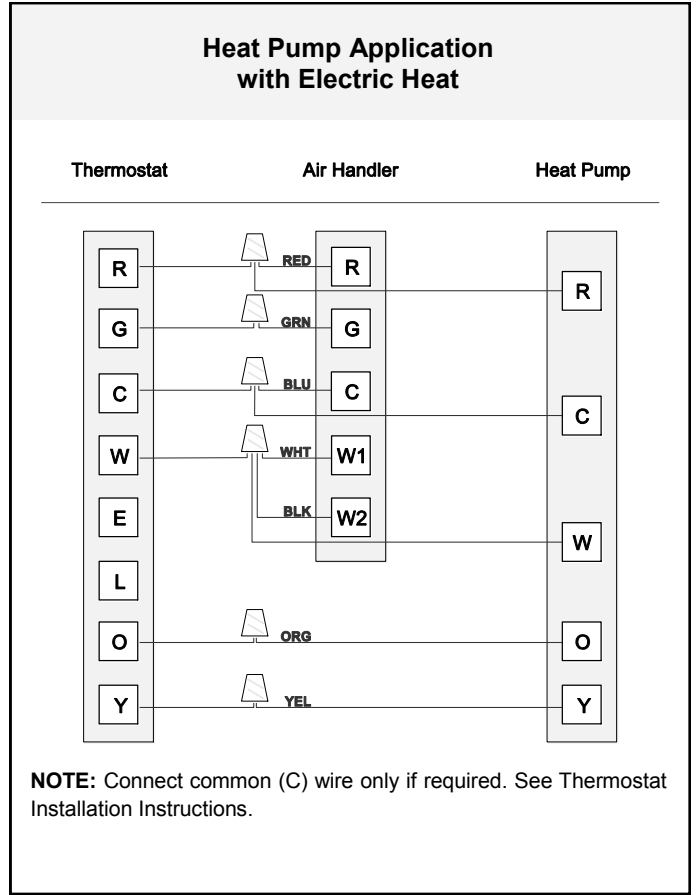 Heat Pump Application
with Electric Heat
Thermostat Air Handler Heat Pump
R RED R
R
G GRN G
C BLU C
C
W WHT W1
E BLK W2
W
L
O ORG O
Y YEL Y
NOTE: Connect common (C) wire only if required. See Thermostat
Installation Instructions.